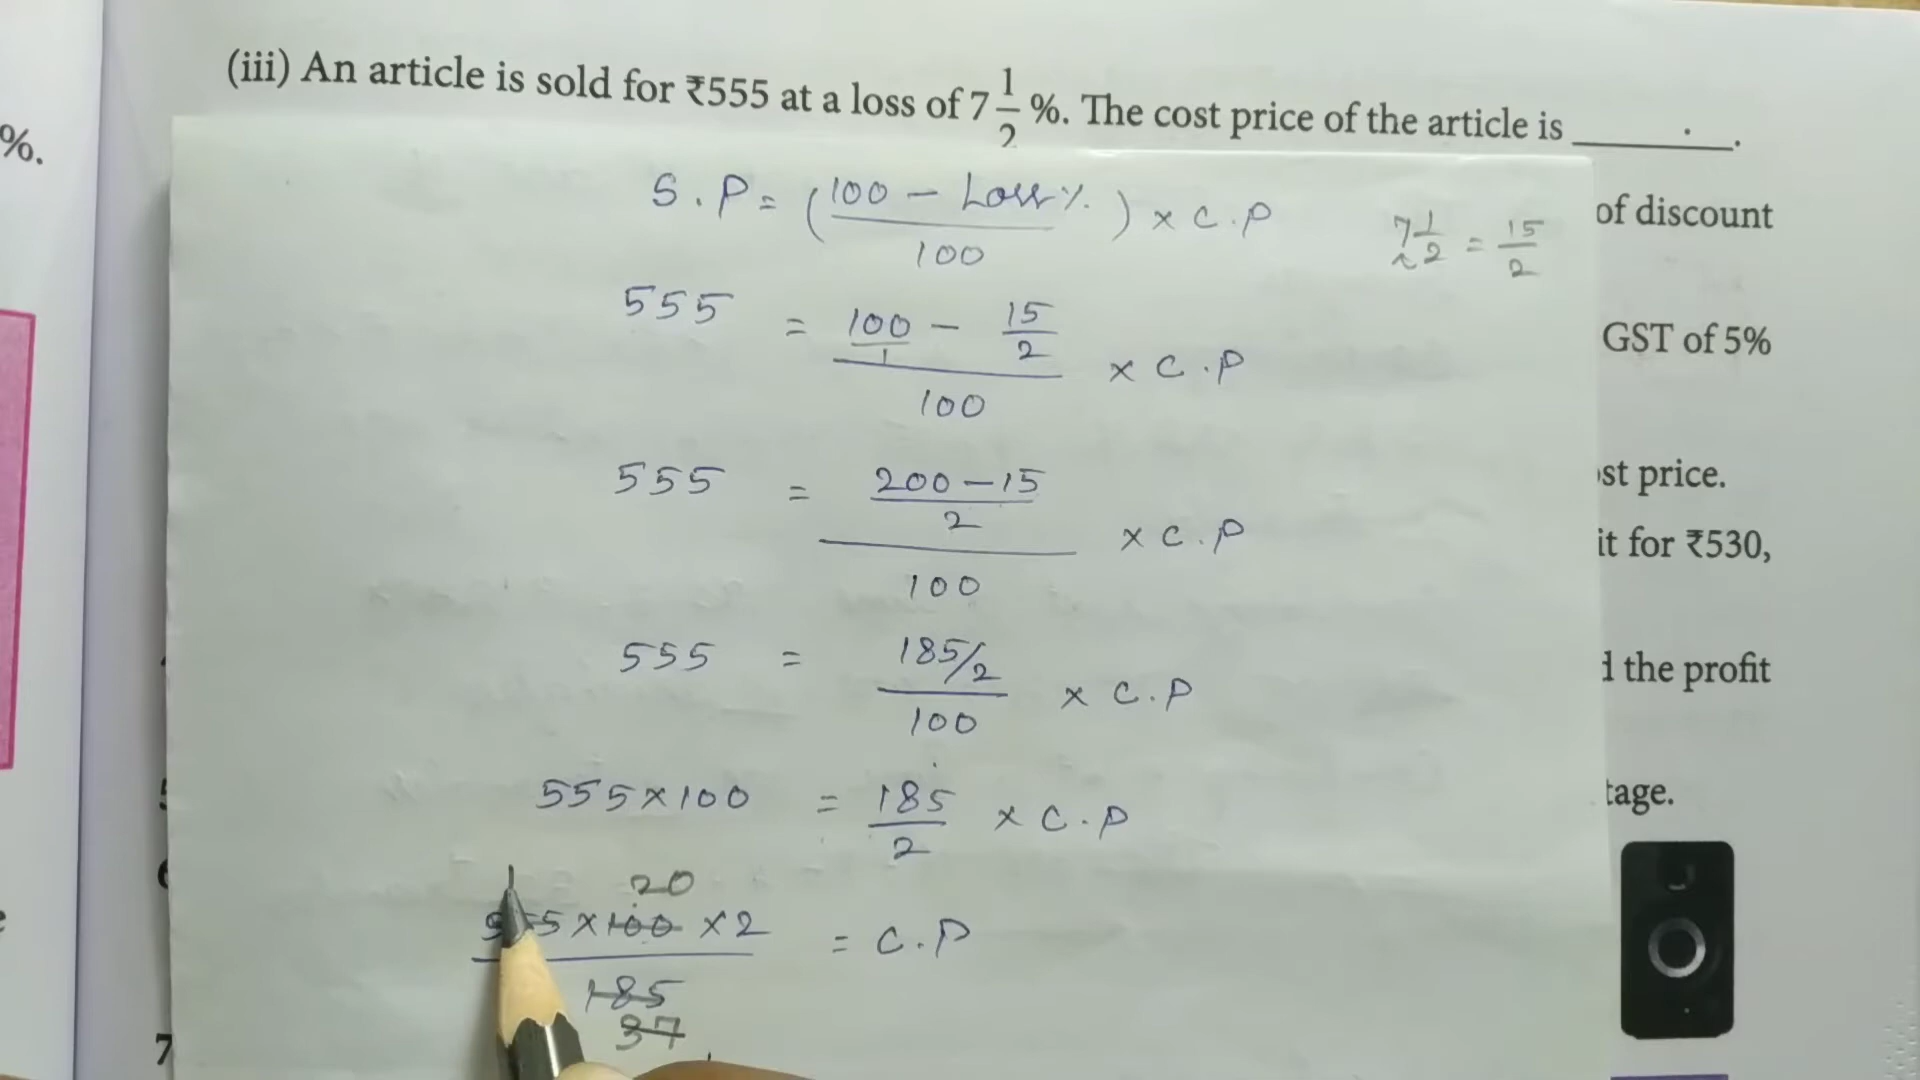 (iii) An article is sold for ₹555 at a loss of 7 1/2 %. The cost price of the article is ______.
%.
S.P = (100 - Loss% / 100) × C.P
7 1/2 = 15/2
of discount
555 = 100/1 - 15/2 / 100 × C.P
GST of 5%
555 = 200-15 / 2 / 100 × C.P
st price.
it for ₹530,
555 = 185/2 / 100 × C.P
d the profit
555×100 = 185/2 × C.P
tage.
1 20
555×100×2 / 185 = C.P
37
7